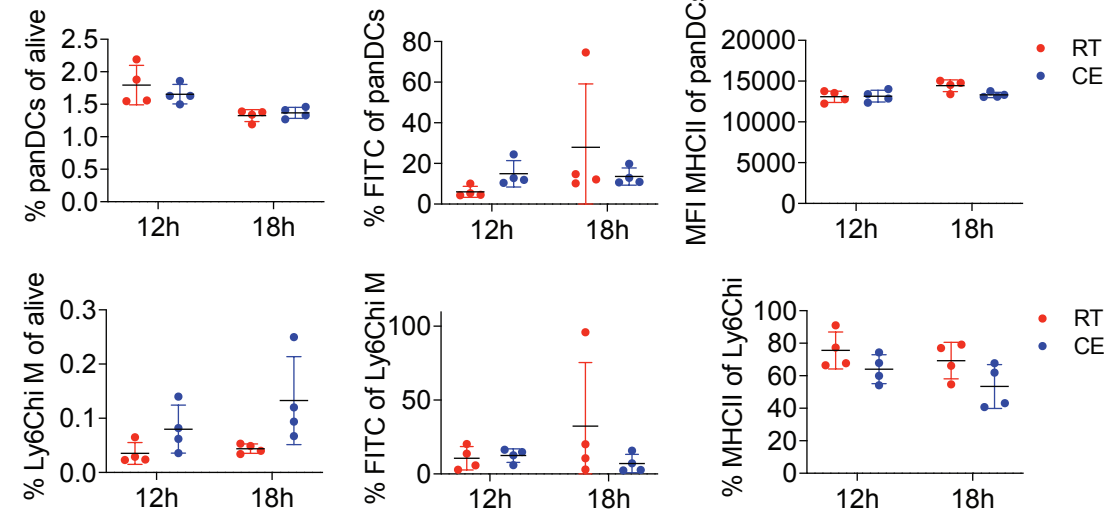 % panDCs of alive
2.5
2.0
1.5
1.0
0.5
0.0
12h
18h
% FITC of panDCs
80
60
40
20
0
12h
18h
MFI MHCII of panDCs
20000
15000
10000
5000
0
12h
18h
RT
CE
% Ly6Chi M of alive
0.3
0.2
0.1
0.0
12h
18h
% FITC of Ly6Chi M
100
50
0
12h
18h
% MHCII of Ly6Chi
100
80
60
40
20
0
12h
18h
RT
CE